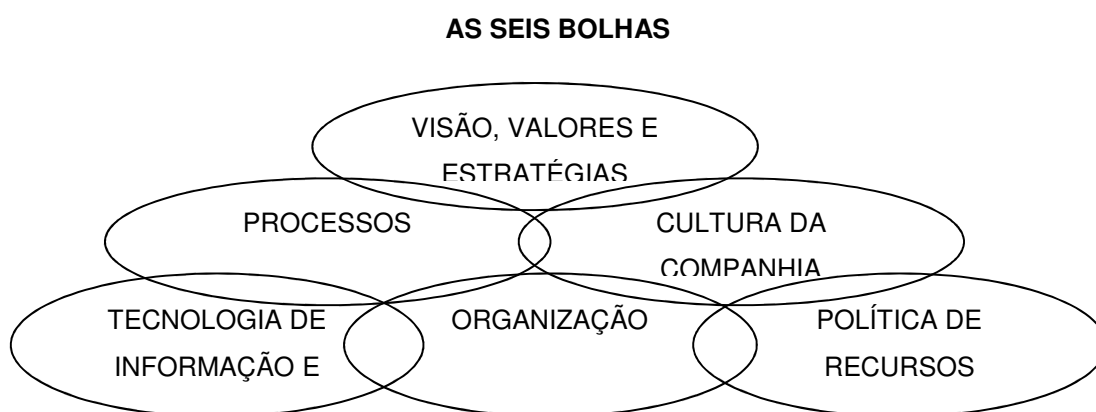 AS SEIS BOLHAS
VISÃO, VALORES E
ESTRATÉGIAS
PROCESSOS
CULTURA DA
COMPANHIA
TECNOLOGIA DE
INFORMAÇÃO E
ORGANIZAÇÃO
POLÍTICA DE
RECURSOS